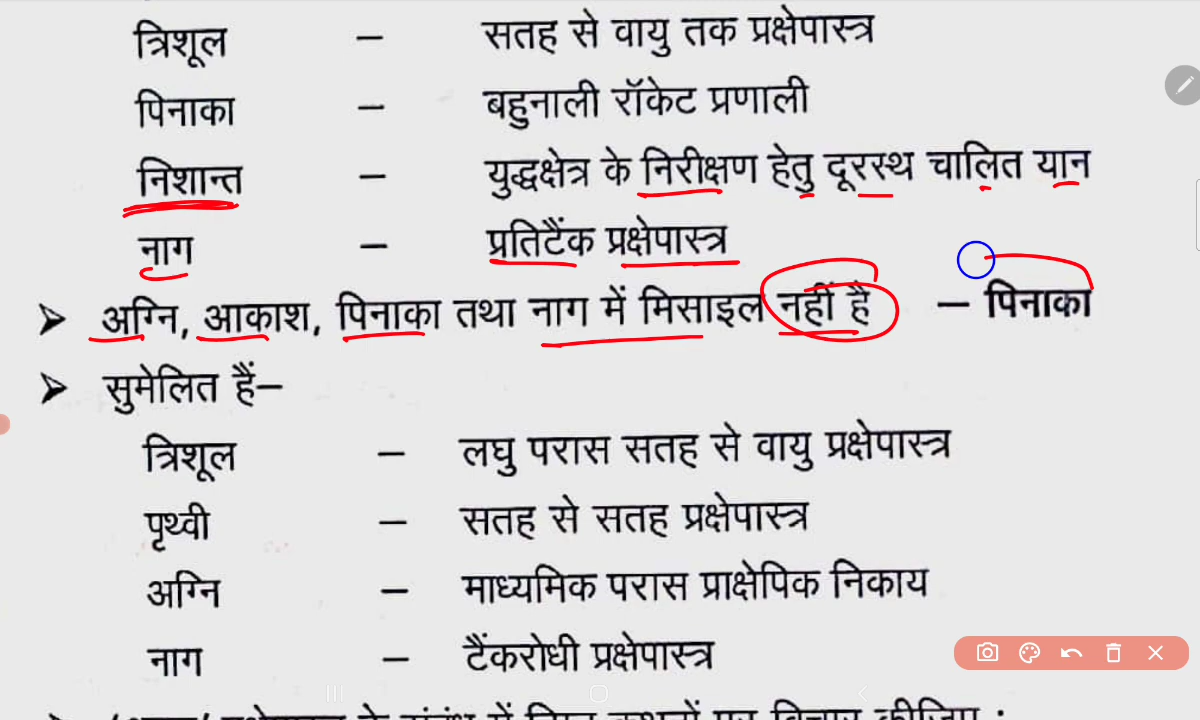 त्रिशूल – सतह से वायु तक प्रक्षेपास्त्र
पिनाका – बहुनाली रॉकेट प्रणाली
निशान्त – युद्धक्षेत्र के निरीक्षण हेतु दूरस्थ चालित यान
नाग – प्रतिटैंक प्रक्षेपास्त्र
➤ अग्नि, आकाश, पिनाका तथा नाग में मिसाइल नहीं है – पिनाका
➤ सुमेलित हैं–
त्रिशूल – लघु परास सतह से वायु प्रक्षेपास्त्र
पृथ्वी – सतह से सतह प्रक्षेपास्त्र
अग्नि – माध्यमिक परास प्राक्षेपिक निकाय
नाग – टैंकरोधी प्रक्षेपास्त्र